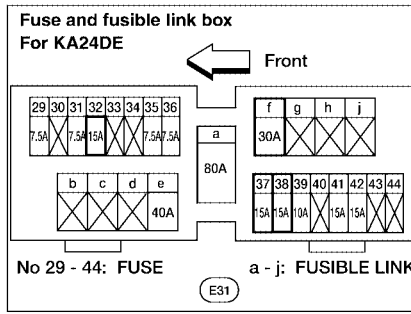 Fuse and fusible link box
For KA24DE
Front
29 30 31 32 33 34 35 36
7.5A 7.5A 15A 7.5A 7.5A
a
80A
f g h j
30A
b c d e
40A
37 38 39 40 41 42 43 44
15A 15A 10A 15A 15A
No 29 - 44: FUSE
a - j: FUSIBLE LINK
E31